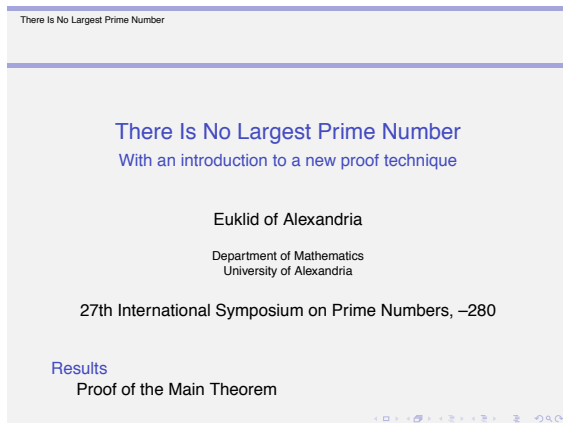 There Is No Largest Prime Number
There Is No Largest Prime Number
With an introduction to a new proof technique
Euklid of Alexandria
Department of Mathematics
University of Alexandria
27th International Symposium on Prime Numbers, –280
Results
Proof of the Main Theorem